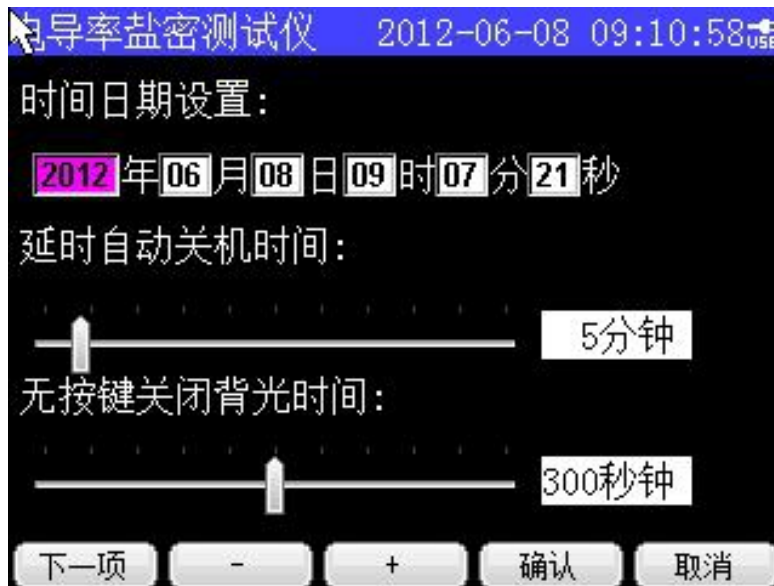 电导率盐密测试仪 2012-06-08 09:10:58 USB
时间日期设置:
2012年06月08日09时07分21秒
延时自动关机时间:
5分钟
无按键关闭背光时间:
300秒钟
下一项 - + 确认 取消